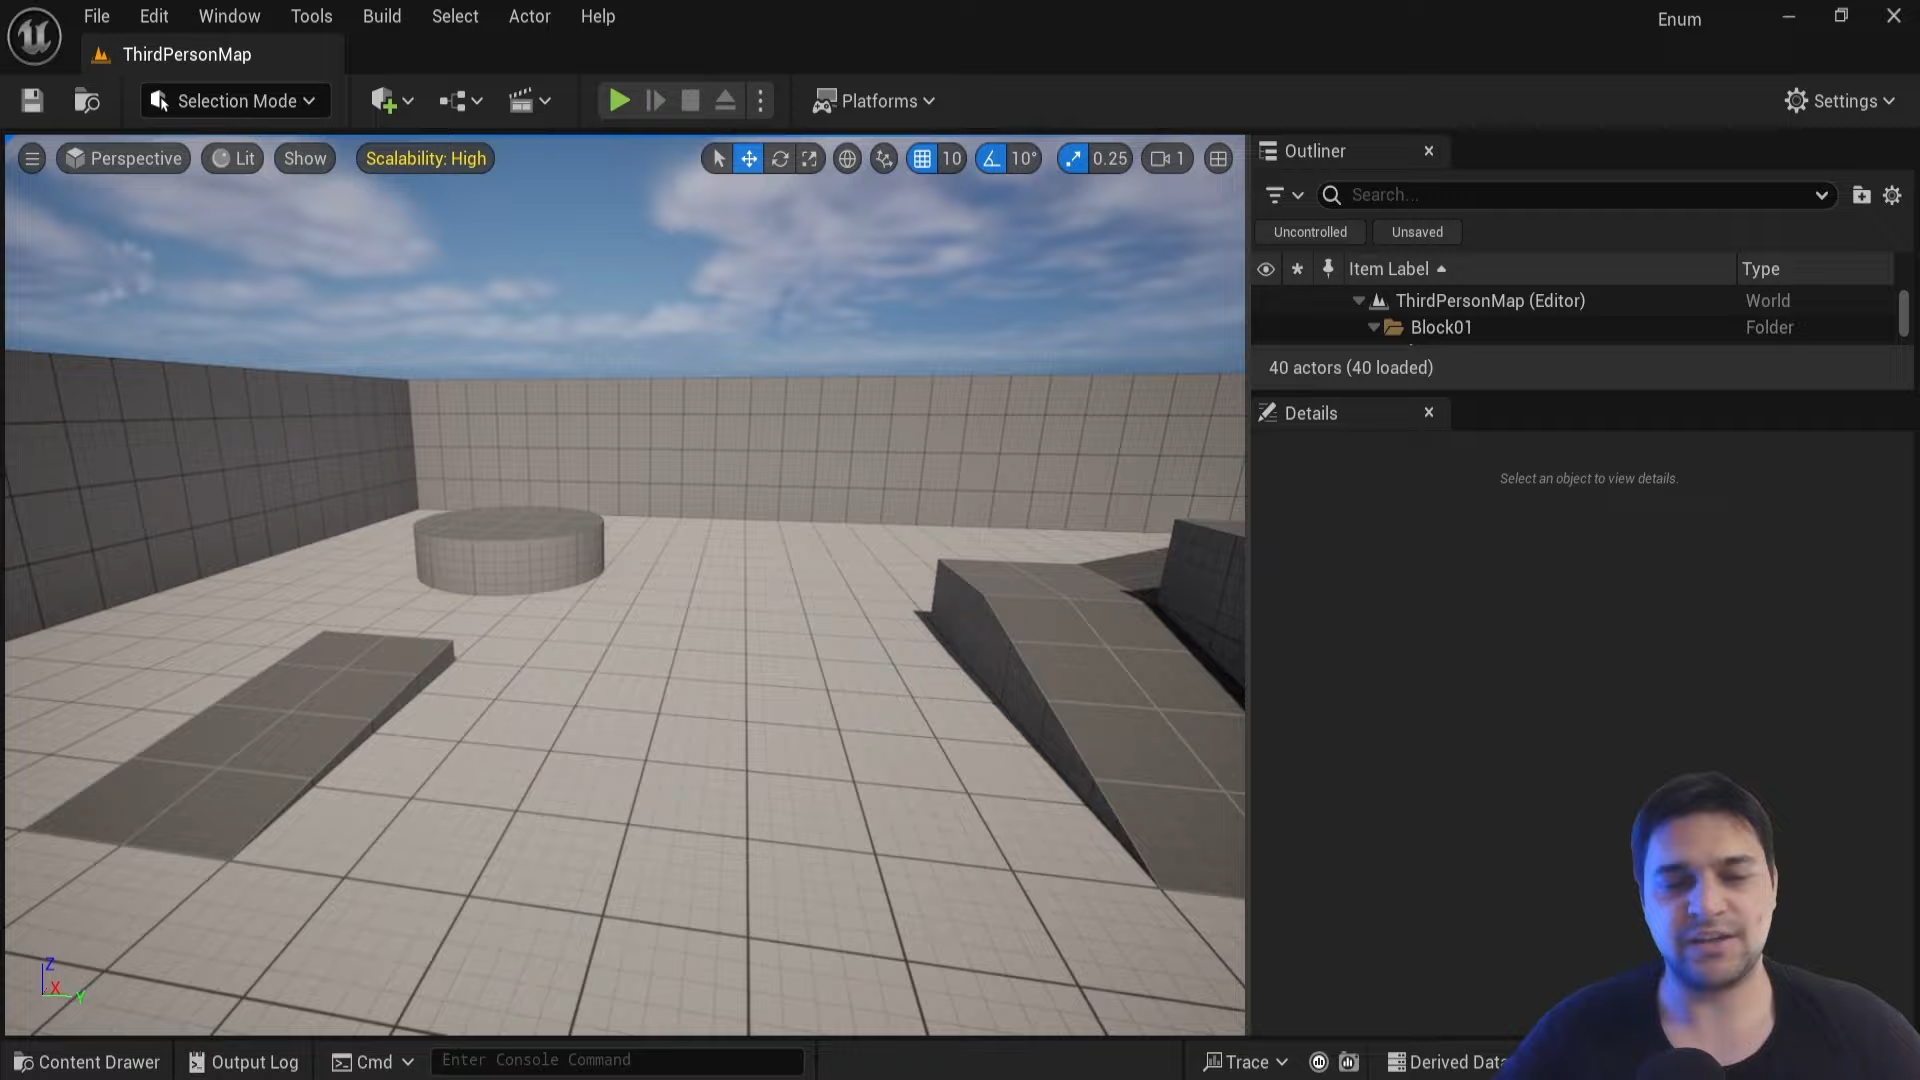 File Edit Window Tools Build Select Actor Help
Enum
ThirdPersonMap
Selection Mode
Platforms
Settings
Perspective
Lit
Show
Scalability: High
10
10°
0.25
1
Outliner
Search...
Uncontrolled
Unsaved
Item Label
Type
ThirdPersonMap (Editor)
World
Block01
Folder
40 actors (40 loaded)
Details
Select an object to view details.
Z
X
Y
Content Drawer
Output Log
Cmd
Enter Console Command
Trace
Derived Data